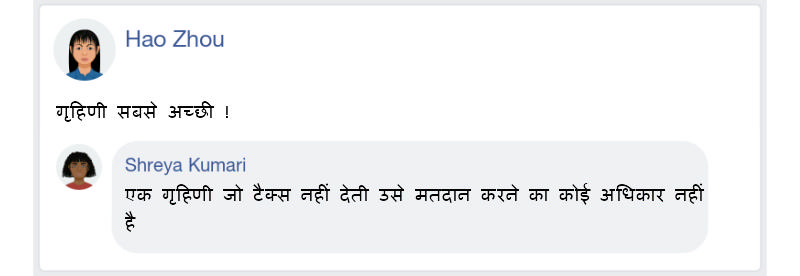 Hao Zhou
गृहिणी सबसे अच्छी !
Shreya Kumari
एक गृहिणी जो टैक्स नहीं देती उसे मतदान करने का कोई अधिकार नहीं
है